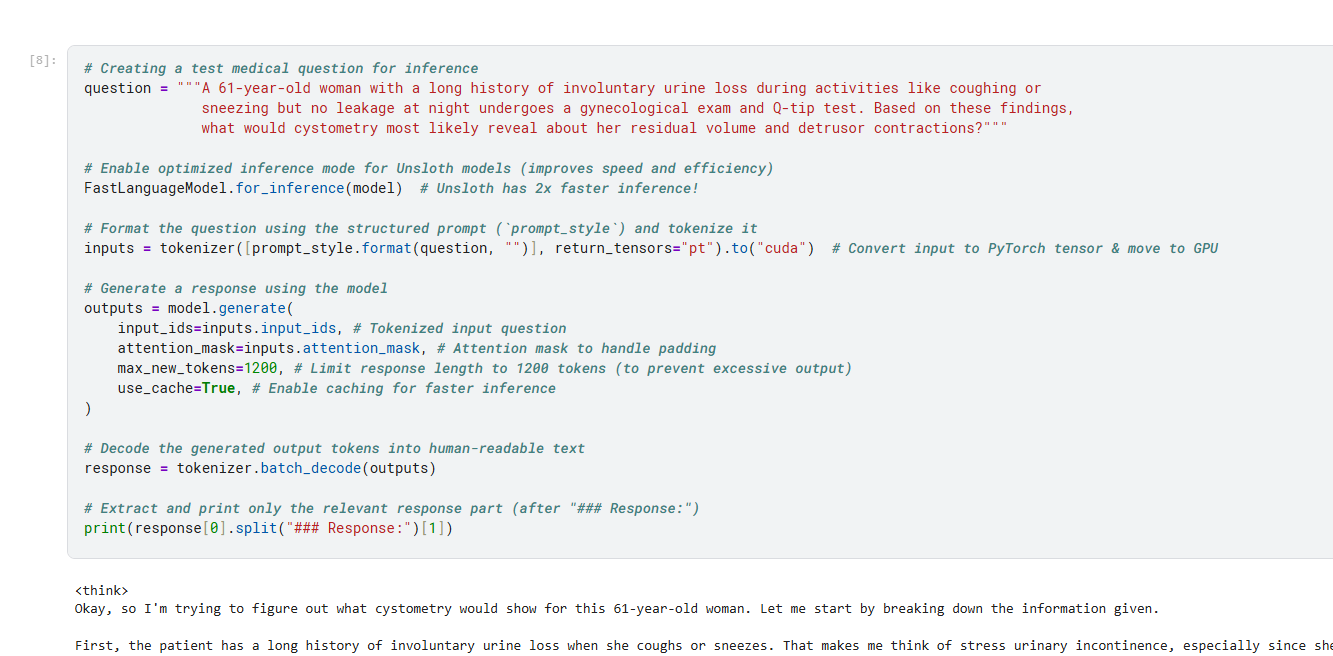 [8]:
# Creating a test medical question for inference
question = """A 61-year-old woman with a long history of involuntary urine loss during activities like coughing or
sneezing but no leakage at night undergoes a gynecological exam and Q-tip test. Based on these findings,
what would cystometry most likely reveal about her residual volume and detrusor contractions?"""
# Enable optimized inference mode for Unsloth models (improves speed and efficiency)
FastLanguageModel.for_inference(model)  # Unsloth has 2x faster inference!
# Format the question using the structured prompt (`prompt_style`) and tokenize it
inputs = tokenizer([prompt_style.format(question, "")], return_tensors="pt").to("cuda")  # Convert input to PyTorch tensor & move to GPU
# Generate a response using the model
outputs = model.generate(
    input_ids=inputs.input_ids, # Tokenized input question
    attention_mask=inputs.attention_mask, # Attention mask to handle padding
    max_new_tokens=1200, # Limit response length to 1200 tokens (to prevent excessive output)
    use_cache=True, # Enable caching for faster inference
)
# Decode the generated output tokens into human-readable text
response = tokenizer.batch_decode(outputs)
# Extract and print only the relevant response part (after "### Response:")
print(response[0].split("### Response:")[1])
<think>
Okay, so I'm trying to figure out what cystometry would show for this 61-year-old woman. Let me start by breaking down the information given.
First, the patient has a long history of involuntary urine loss when she coughs or sneezes. That makes me think of stress urinary incontinence, especially since she